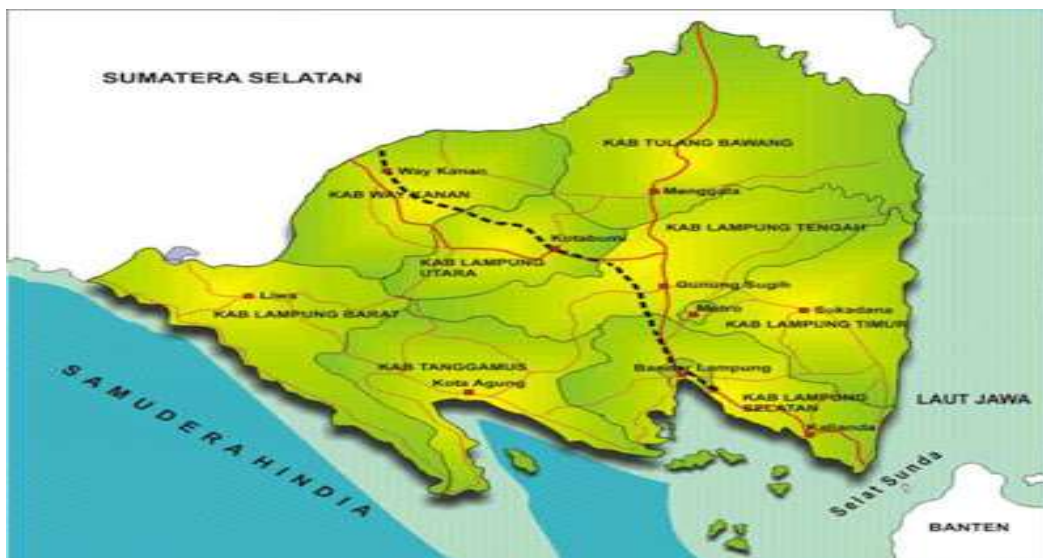 SUMATERA SELATAN
KAB TULANG BAWANG
Way Kanan
KAB WAY KANAN
Menggala
KAB LAMPUNG TENGAH
Kotabumi
KAB LAMPUNG
UTARA
Gunung Sugih
Liwa
KAB LAMPUNG BARAT
Metro
Sukadana
KAB LAMPUNG TIMUR
KAB TANGGAMUS
Kota Agung
Bandar Lampung
KAB LAMPUNG
SELATAN
Kalianda
LAUT JAWA
SAMUDERA HINDIA
Selat Sunda
BANTEN